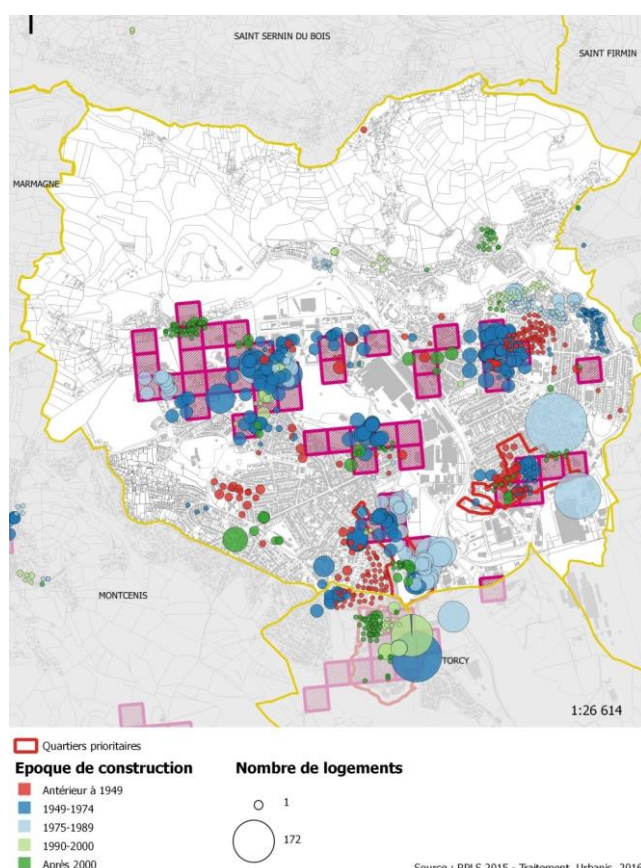 SAINT SERNIN DU BOIS
SAINT FIRMIN
MARMAGNE
MONTCENIS
TORCY
1:26 614
Quartiers prioritaires
Epoque de construction
Nombre de logements
Antérieur à 1949
1949-1974
1975-1989
1990-2000
Après 2000
1
172
Source : RPLS 2015 - Traitement Urbanis, 2016